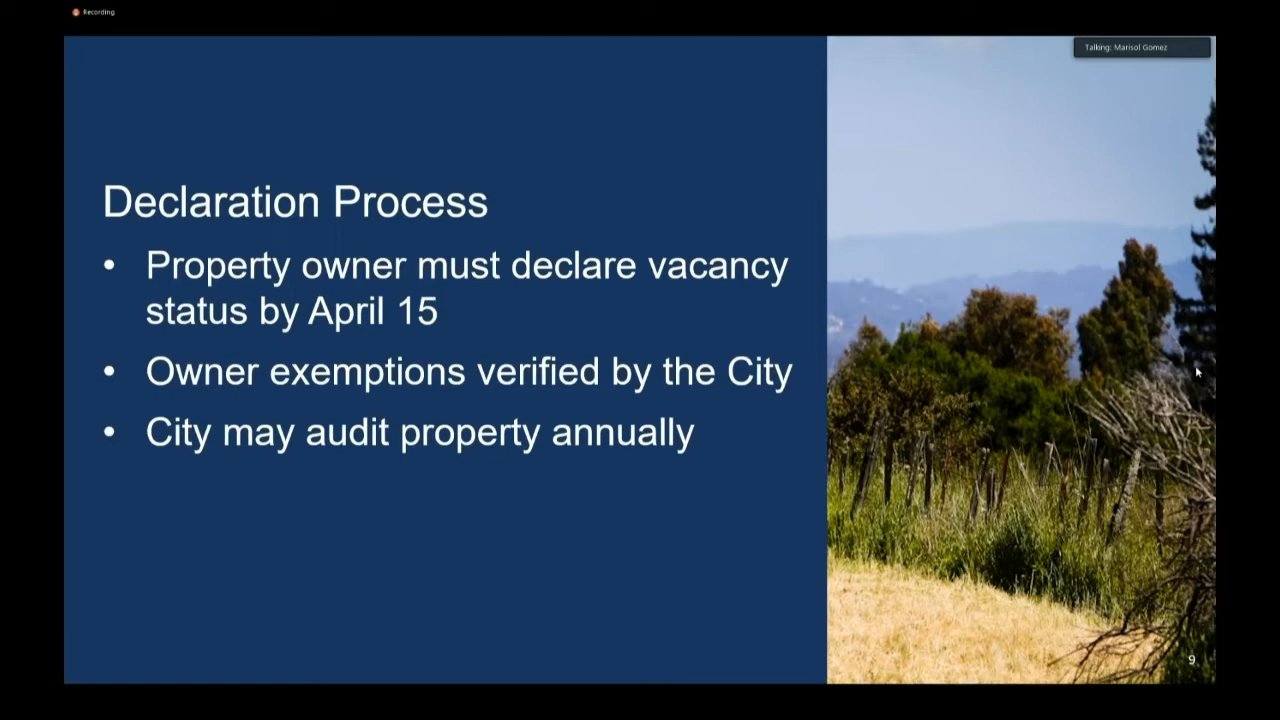 Recording
Talking: Marisol Gomez
Declaration Process
• Property owner must declare vacancy
status by April 15
• Owner exemptions verified by the City
• City may audit property annually
9